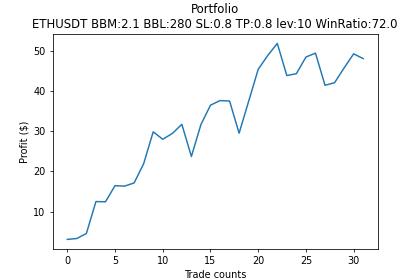 Portfolio
ETHUSDT BBM:2.1 BBL:280 SL:0.8 TP:0.8 lev:10 WinRatio:72.0
50
40
30
20
10
Profit ($)
0 5 10 15 20 25 30
Trade counts